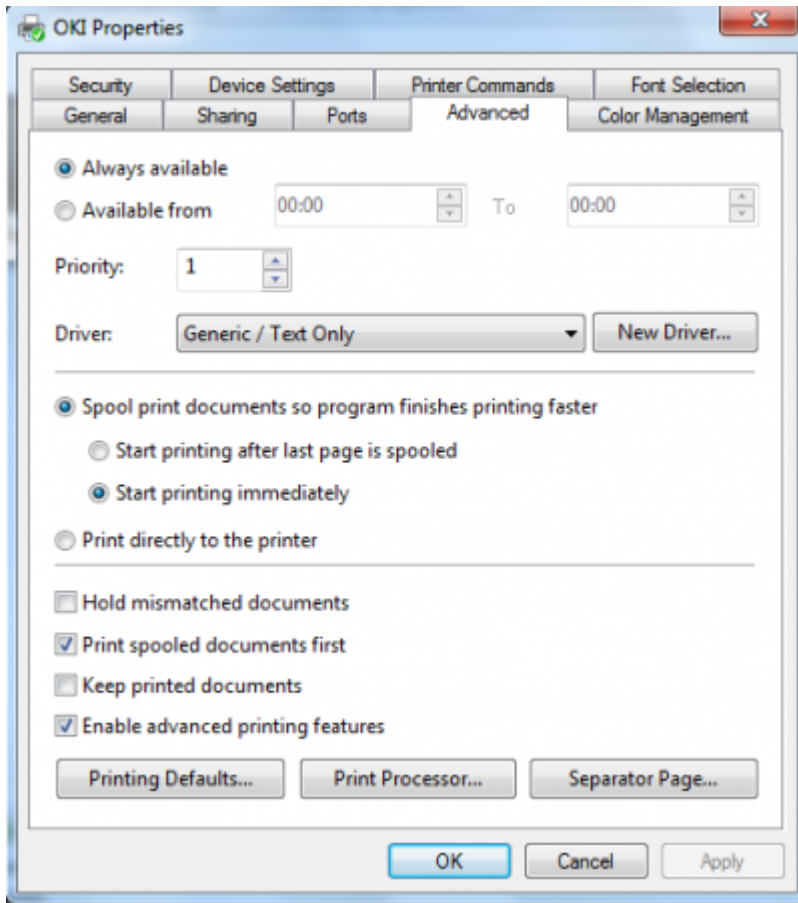 OKI Properties
Security Device Settings Printer Commands Font Selection
General Sharing Ports Advanced Color Management
Always available
Available from 00:00 To 00:00
Priority: 1
Driver: Generic / Text Only New Driver...
Spool print documents so program finishes printing faster
Start printing after last page is spooled
Start printing immediately
Print directly to the printer
Hold mismatched documents
Print spooled documents first
Keep printed documents
Enable advanced printing features
Printing Defaults... Print Processor... Separator Page...
OK Cancel Apply